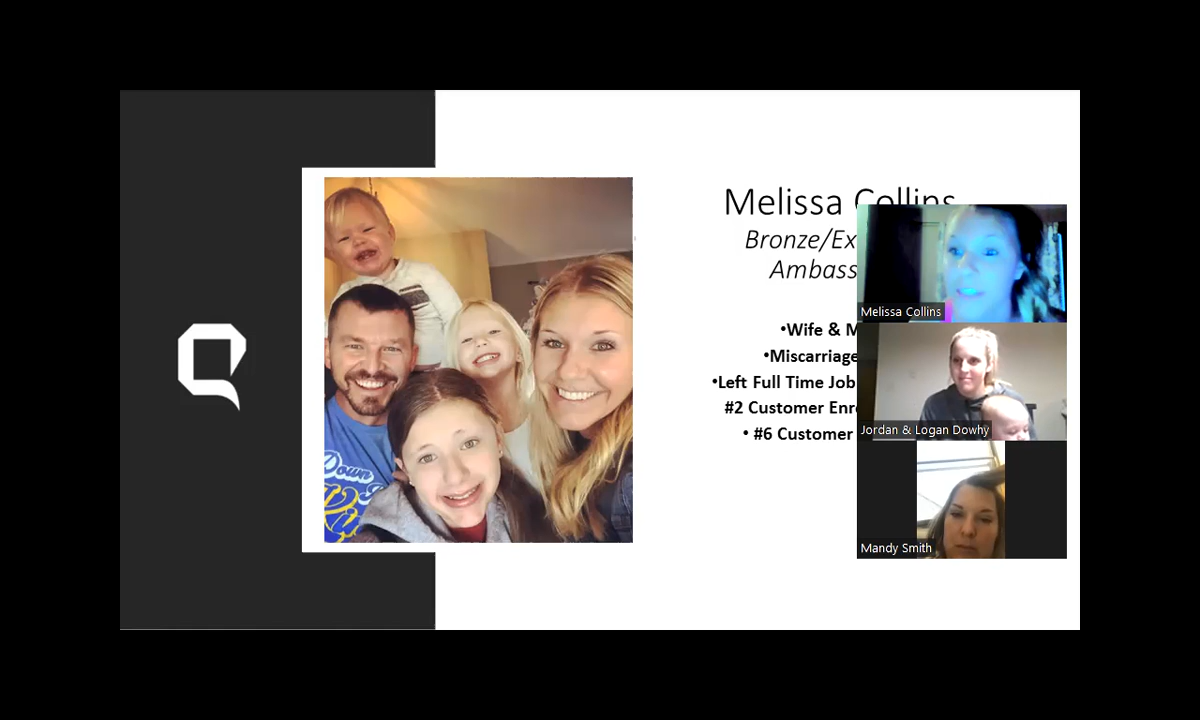 Melissa Collins
Bronze/Ex
Ambass
•Wife & M
•Miscarriage
•Left Full Time Job
#2 Customer Enr
• #6 Customer
Melissa Collins
Jordan & Logan Dowhy
Mandy Smith
Down